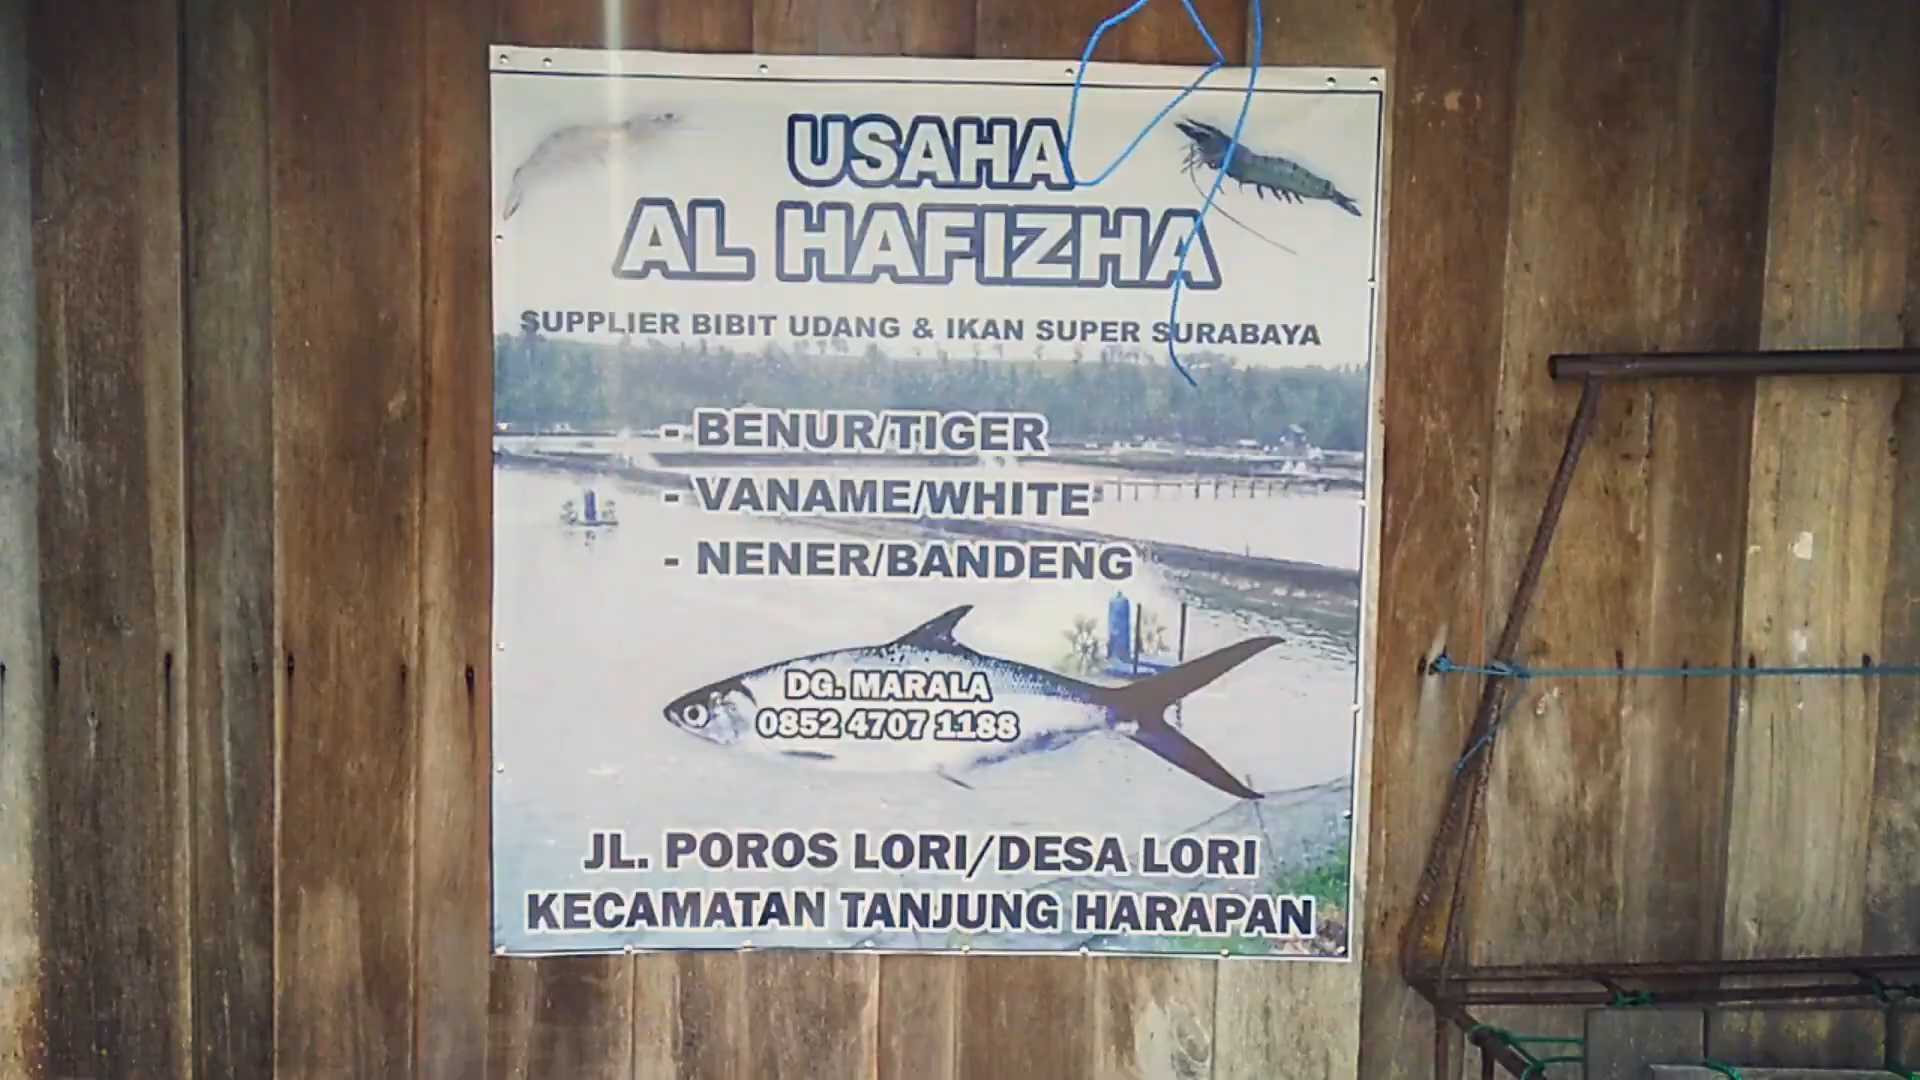 USAHA
AL HAFIZHA
SUPPLIER BIBIT UDANG & IKAN SUPER SURABAYA
- BENUR/TIGER
- VANAME/WHITE
- NENER/BANDENG
DG. MARALA
0852 4707 1188
JL. POROS LORI/DESA LORI
KECAMATAN TANJUNG HARAPAN